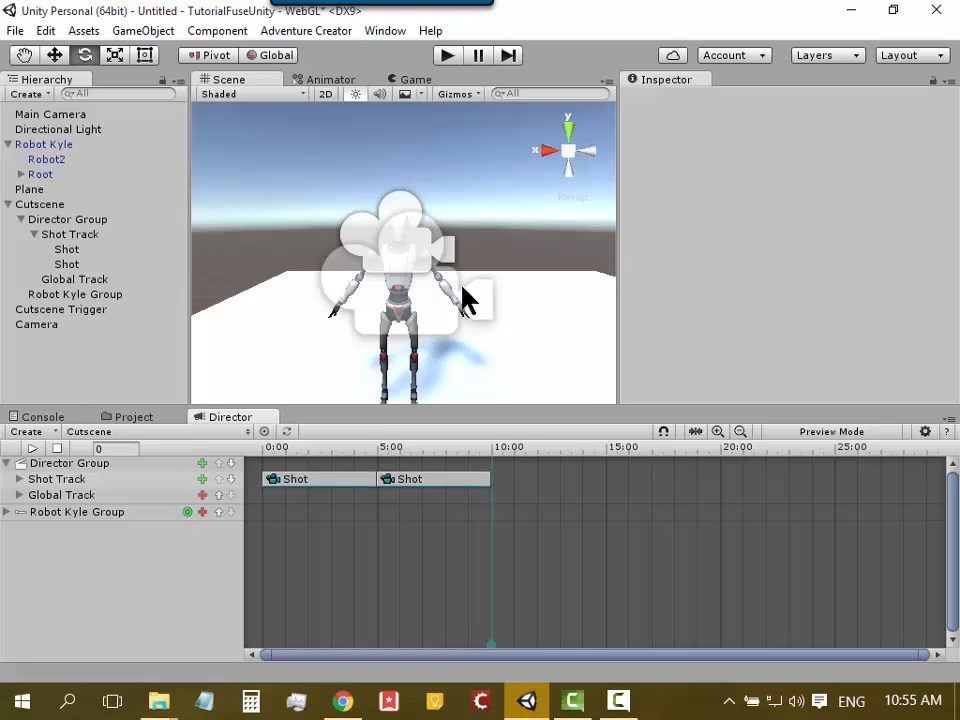 Unity Personal (64bit) - Untitled - TutorialFuseUnity - WebGL* <DX9>
File Edit Assets GameObject Component Adventure Creator Window Help
Pivot Global Account Layers Layout
Hierarchy Scene Animator Game Inspector
Create All Shaded 2D Gizmos All
Main Camera
Directional Light
Robot Kyle
Robot2
Root
Plane
Cutscene
Director Group
Shot Track
Shot
Shot
Global Track
Robot Kyle Group
Cutscene Trigger
Camera
y
x
Persp
Console Project Director
Create Cutscene Preview Mode ?
0 0:00 5:00 10:00 15:00 20:00 25:00
Director Group
Shot Track Shot Shot
Global Track
Robot Kyle Group
ENG 10:55 AM